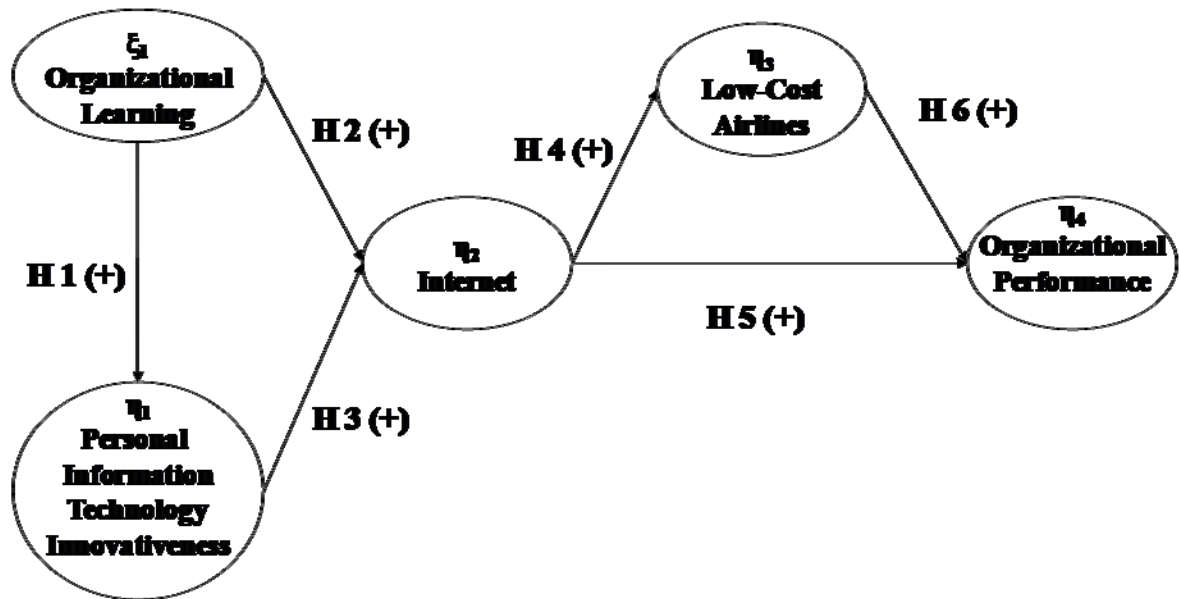 ξ1
Organizational
Learning
H 1 (+)
H 2 (+)
η1
Personal
Information
Technology
Innovativeness
H 3 (+)
η2
Internet
H 4 (+)
η3
Low-Cost
Airlines
H 5 (+)
H 6 (+)
η4
Organizational
Performance